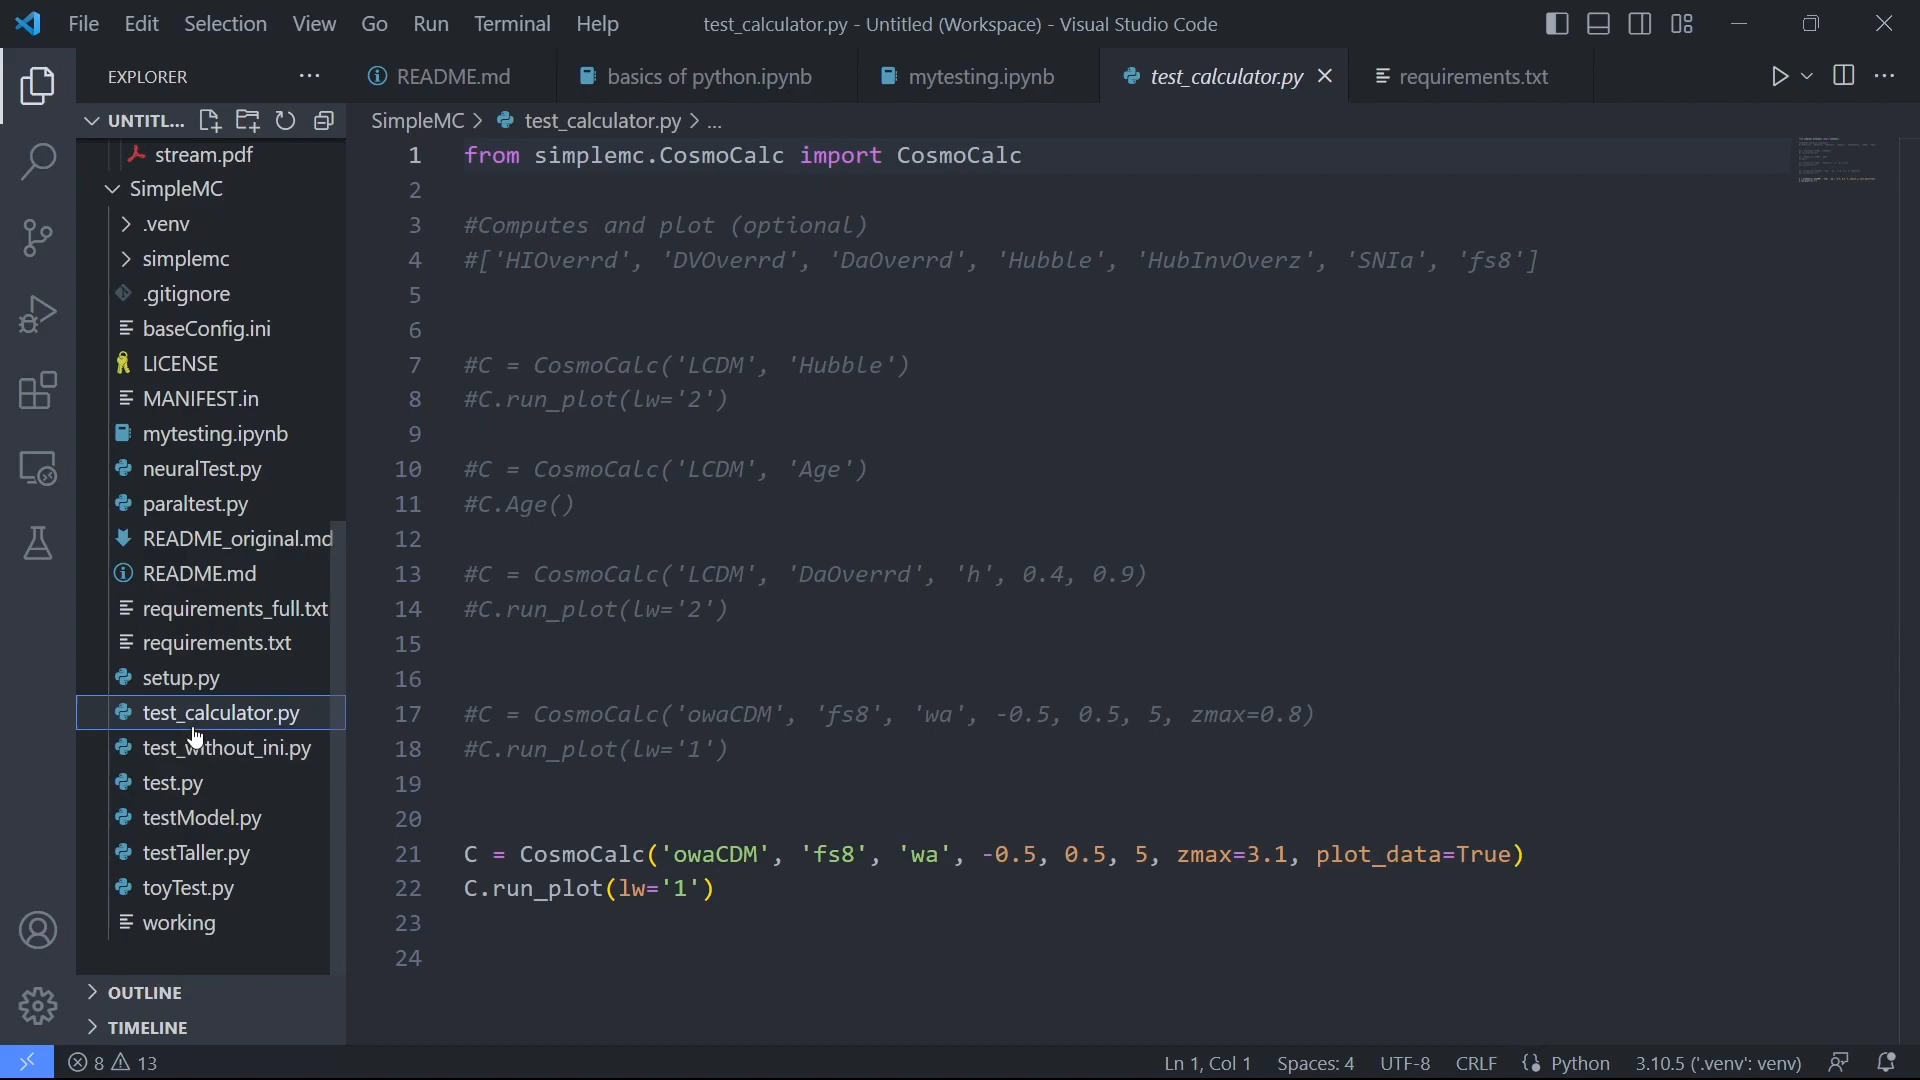 File Edit Selection View Go Run Terminal Help
test_calculator.py - Untitled (Workspace) - Visual Studio Code
EXPLORER
README.md
basics of python.ipynb
mytesting.ipynb
test_calculator.py
requirements.txt
UNTITL...
SimpleMC > test_calculator.py > ...
stream.pdf
SimpleMC
.venv
simplemc
.gitignore
baseConfig.ini
LICENSE
MANIFEST.in
mytesting.ipynb
neuralTest.py
paraltest.py
README_original.md
README.md
requirements_full.txt
requirements.txt
setup.py
test_calculator.py
test_without_ini.py
test.py
testModel.py
testTaller.py
toyTest.py
working
OUTLINE
TIMELINE
1 from simplemc.CosmoCalc import CosmoCalc
2
3 #Computes and plot (optional)
4 #['HIOverrd', 'DVOverrd', 'DaOverrd', 'Hubble', 'HubInvOverz', 'SNIa', 'fs8']
5
6
7 #C = CosmoCalc('LCDM', 'Hubble')
8 #C.run_plot(lw='2')
9
10 #C = CosmoCalc('LCDM', 'Age')
11 #C.Age()
12
13 #C = CosmoCalc('LCDM', 'DaOverrd', 'h', 0.4, 0.9)
14 #C.run_plot(lw='2')
15
16
17 #C = CosmoCalc('owaCDM', 'fs8', 'wa', -0.5, 0.5, 5, zmax=0.8)
18 #C.run_plot(lw='1')
19
20
21 C = CosmoCalc('owaCDM', 'fs8', 'wa', -0.5, 0.5, 5, zmax=3.1, plot_data=True)
22 C.run_plot(lw='1')
23
24
8 13
Ln 1, Col 1 Spaces: 4 UTF-8 CRLF Python 3.10.5 ('.venv': venv)